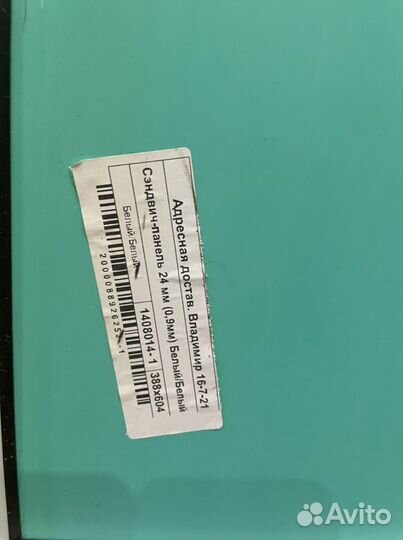 Адресная достав. Владимир 16-7-21
Сэндвич-панель 24 мм (0,9мм) Белый/Белый
1408014-1 388x604
Белый Белый
Avito